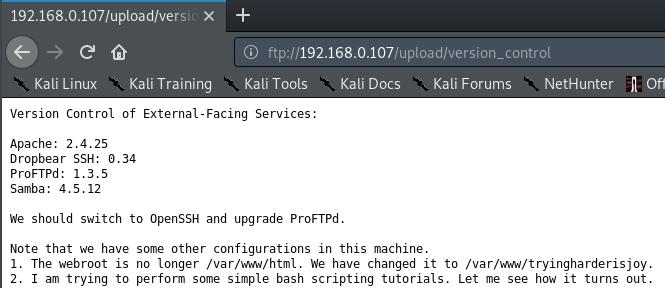 192.168.0.107/upload/versio
ftp://192.168.0.107/upload/version_control
Kali Linux Kali Training Kali Tools Kali Docs Kali Forums NetHunter Off
Version Control of External-Facing Services:
Apache: 2.4.25
Dropbear SSH: 0.34
ProFTPd: 1.3.5
Samba: 4.5.12
We should switch to OpenSSH and upgrade ProFTPd.
Note that we have some other configurations in this machine.
1. The webroot is no longer /var/www/html. We have changed it to /var/www/tryingharderisjoy.
2. I am trying to perform some simple bash scripting tutorials. Let me see how it turns out.